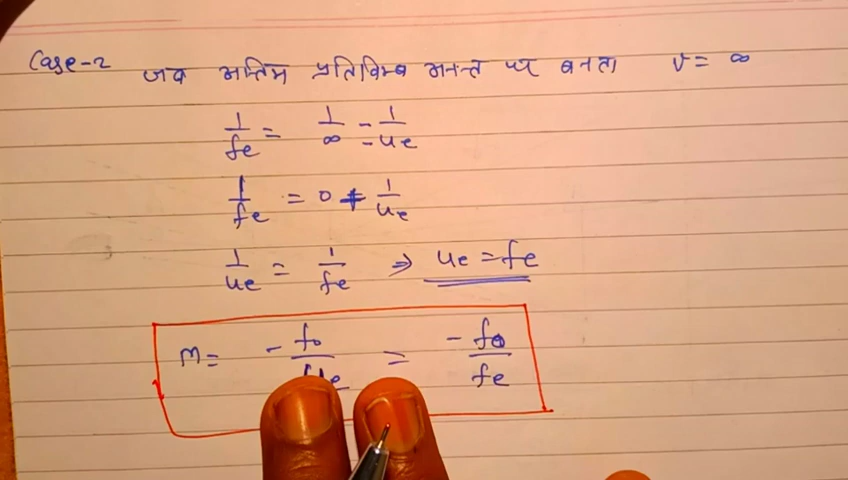 Case-2 जब अन्तिम प्रतिबिम्ब अनन्त पर बनता v = ∞
1/fe = 1/∞ - 1/-ue
1/fe = 0 + 1/ue
1/ue = 1/fe ⇒ ue = fe
m = - fo/ue = - fo/fe